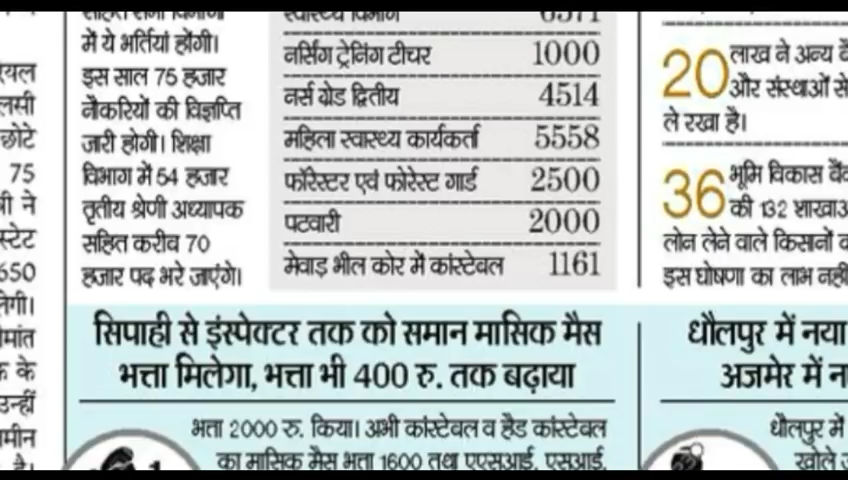 में ये भर्तियां होंगी।
इस साल 75 हजार
नौकरियों की विज्ञप्ति
जारी होगी। शिक्षा
विभाग में 54 हजार
तृतीय श्रेणी अध्यापक
सहित करीब 70
हजार पद भरे जाएंगे।
स्वास्थ्य विभाग 6571
नर्सिंग ट्रेनिंग टीचर 1000
नर्स ग्रेड द्वितीय 4514
महिला स्वास्थ्य कार्यकर्ता 5558
फॉरेस्टर एवं फोरेस्ट गार्ड 2500
पटवारी 2000
मेवाड़ भील कोर में कांस्टेबल 1161
20 लाख ने अन्य
और संस्थाओं से
ले रखा है।
36 भूमि विकास बैंक
की 132 शाखाओं
लोन लेने वाले किसानों
इस घोषणा का लाभ नहीं
सिपाही से इंस्पेक्टर तक को समान मासिक मैस
भत्ता मिलेगा, भत्ता भी 400 रु. तक बढ़ाया
भत्ता 2000 रु. किया। अभी कांस्टेबल व हैड कांस्टेबल
का मासिक मैस भत्ता 1600 तथा एएसआई, एसआई,
धौलपुर में नया
अजमेर में
धौलपुर में
खोले
75
ने
650
के